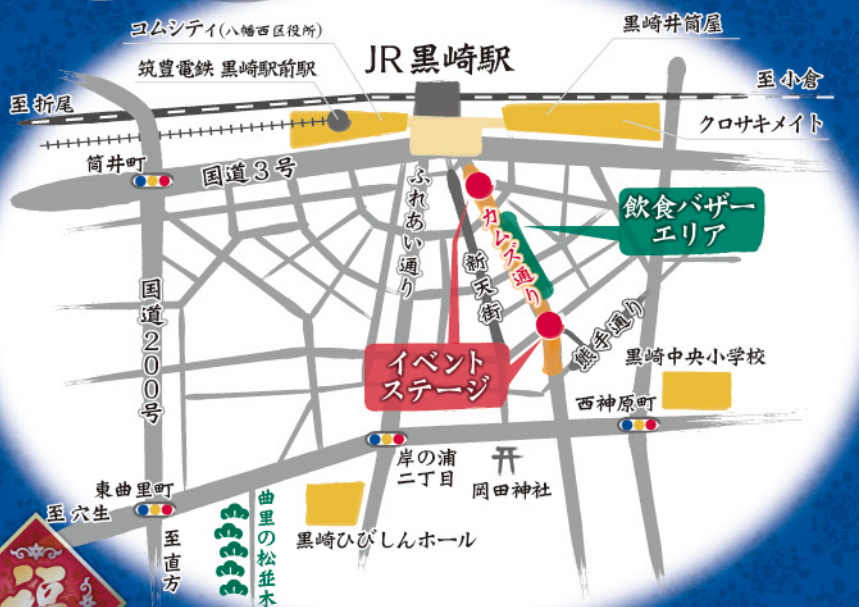 コムシティ(八幡西区役所)
黒崎井筒屋
筑豊電鉄 黒崎駅前駅
JR黒崎駅
至小倉
至折尾
クロサキメイト
筒井町
国道3号
ふれあい通り
カムズ通り
飲食バザー
エリア
新天街
国道200号
熊手通り
イベント
ステージ
黒崎中央小学校
西神原町
岸の浦
二丁目
岡田神社
東曲里町
至穴生
至直方
曲里の松並木
黒崎ひびしんホール
福